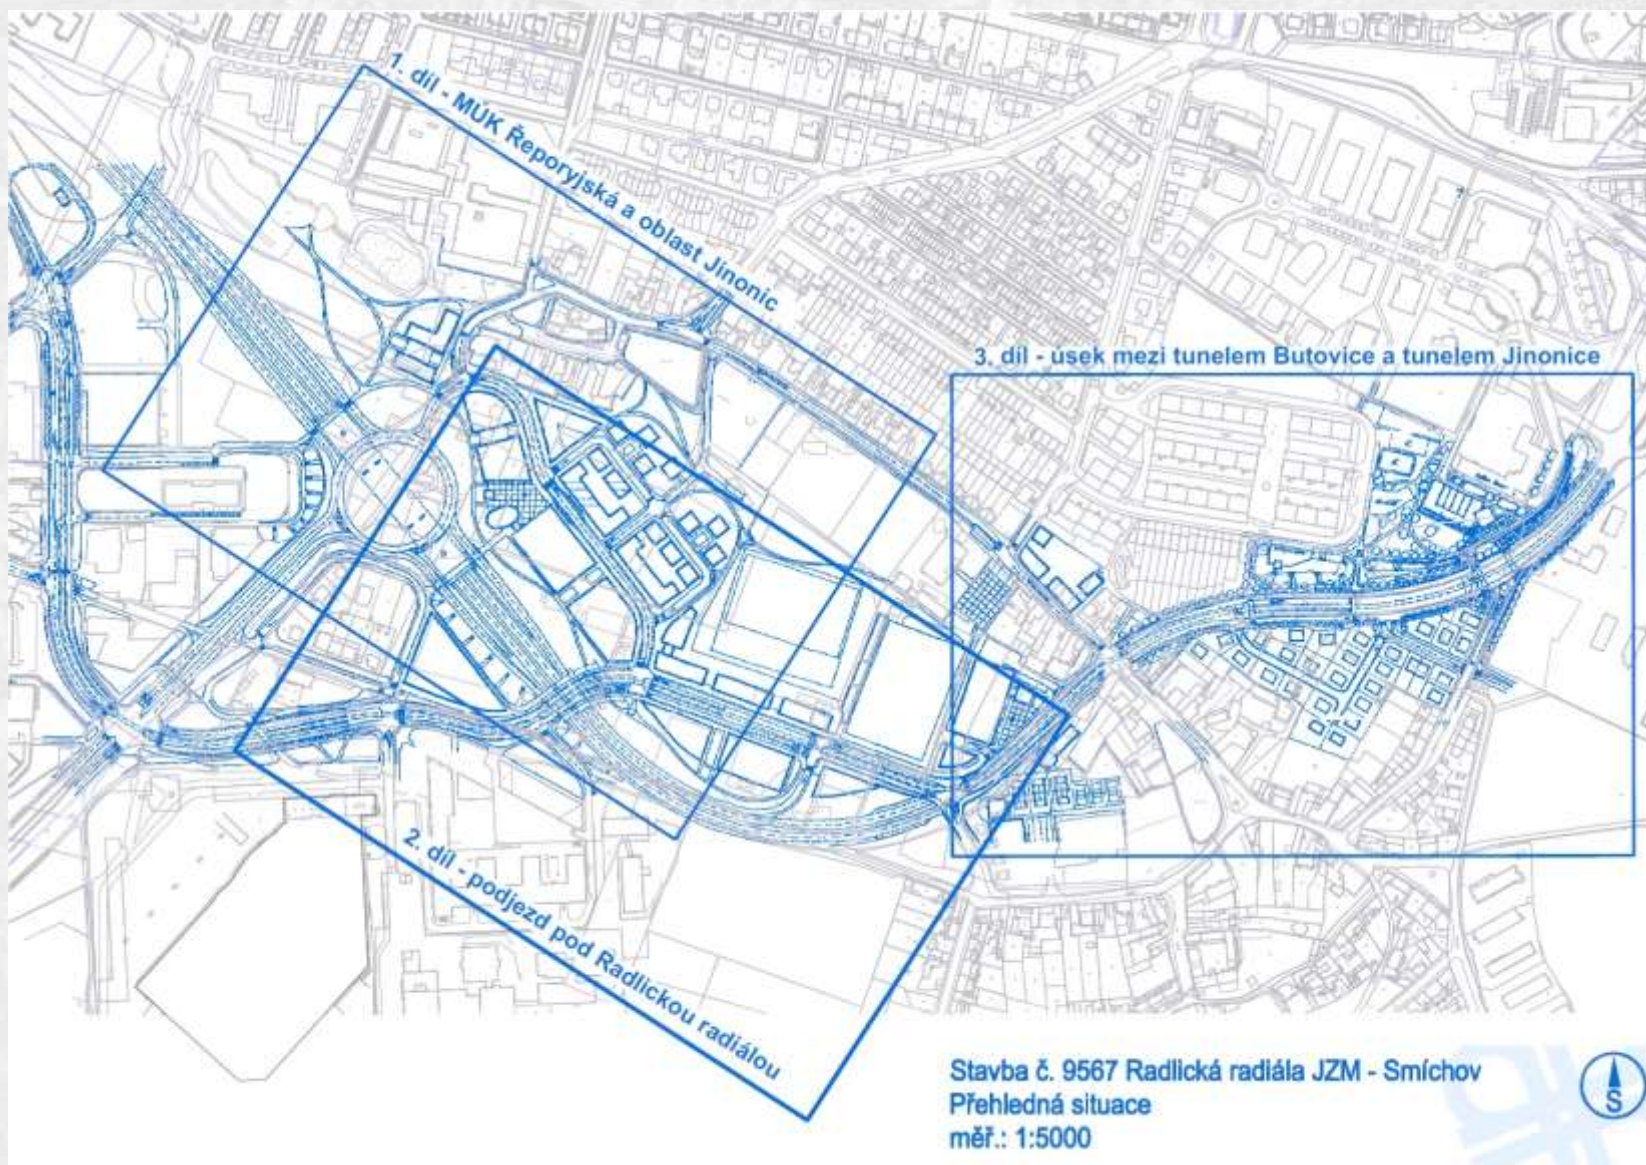 1. díl - MÚK Řeporyjská a oblast Jinonic
3. díl - úsek mezi tunelem Butovice a tunelem Jinonice
2. díl - podjezd pod Radlickou radiálou
Stavba č. 9567 Radlická radiála JZM - Smíchov
Přehledná situace
měř.: 1:5000
S